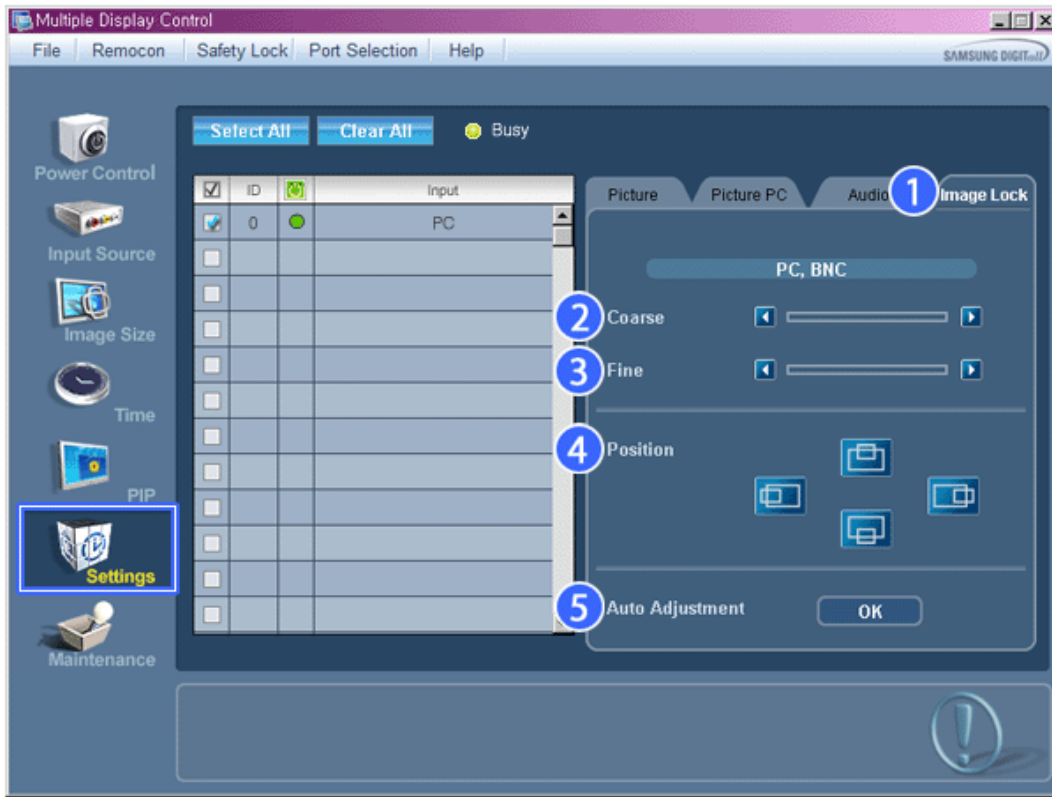 Multiple Display Control
File Remocon Safety Lock Port Selection Help
SAMSUNG DIGITall
Power Control
Input Source
Image Size
Time
PIP
Settings
Maintenance
Select All Clear All Busy
ID Input
0 PC
Picture Picture PC Audio 1 Image Lock
PC, BNC
2 Coarse
3 Fine
4 Position
5 Auto Adjustment OK